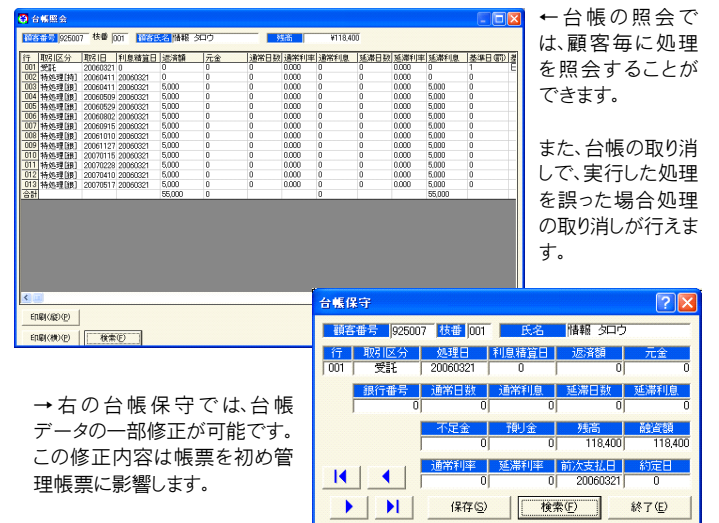 台帳照会
顧客番号 925007 枝番 001 顧客氏名 情報 タロウ 残高 ¥118,400
行 取引区分 取引日 利息積算日 返済額 元金 通常日数 通常利率 通常利息 延滞日数 延滞利率 延滞利息 基準日(前)
001 受託 20060321 0 0 0 0 0.000 0 0 0.000 0 1
002 特処理[持] 20060411 20060321 0 0 0 0.000 0 0 0.000 0 0
003 特処理[銀] 20060411 20060321 5,000 0 0 0.000 0 0 0.000 5,000 0
004 特処理[銀] 20060509 20060321 5,000 0 0 0.000 0 0 0.000 5,000 0
005 特処理[銀] 20060529 20060321 5,000 0 0 0.000 0 0 0.000 5,000 0
006 特処理[銀] 20060802 20060321 5,000 0 0 0.000 0 0 0.000 5,000 0
007 特処理[銀] 20060915 20060321 5,000 0 0 0.000 0 0 0.000 5,000 0
008 特処理[銀] 20061010 20060321 5,000 0 0 0.000 0 0 0.000 5,000 0
009 特処理[銀] 20061127 20060321 5,000 0 0 0.000 0 0 0.000 5,000 0
010 特処理[銀] 20070115 20060321 5,000 0 0 0.000 0 0 0.000 5,000 0
011 特処理[銀] 20070229 20060321 5,000 0 0 0.000 0 0 0.000 5,000 0
012 特処理[銀] 20070410 20060321 5,000 0 0 0.000 0 0 0.000 5,000 0
013 特処理[銀] 20070517 20060321 5,000 0 0 0.000 0 0 0.000 5,000 0
合計 55,000 0 0 55,000
印刷(縦)(P)
印刷(横)(P) 検索(F)
←台帳の照会で
は、顧客毎に処理
を照会することが
できます。
また、台帳の取り消
しで、実行した処理
を誤った場合処理
の取り消しが行えま
す。
→右の台帳保守では、台帳
データの一部修正が可能です。
この修正内容は帳票を初め管
理帳票に影響します。
台帳保守
顧客番号 925007 枝番 001 氏名 情報 タロウ
行 取引区分 処理日 利息積算日 返済額 元金
001 受託 20060321 0 0 0
銀行番号 通常日数 通常利息 延滞日数 延滞利息
0 0 0 0 0
不足金 預り金 残高 融資額
0 0 118,400 118,400
通常利率 延滞利率 前次支払日 約定日
0 0 20060321 0
保存(S) 検索(F) 終了(E)